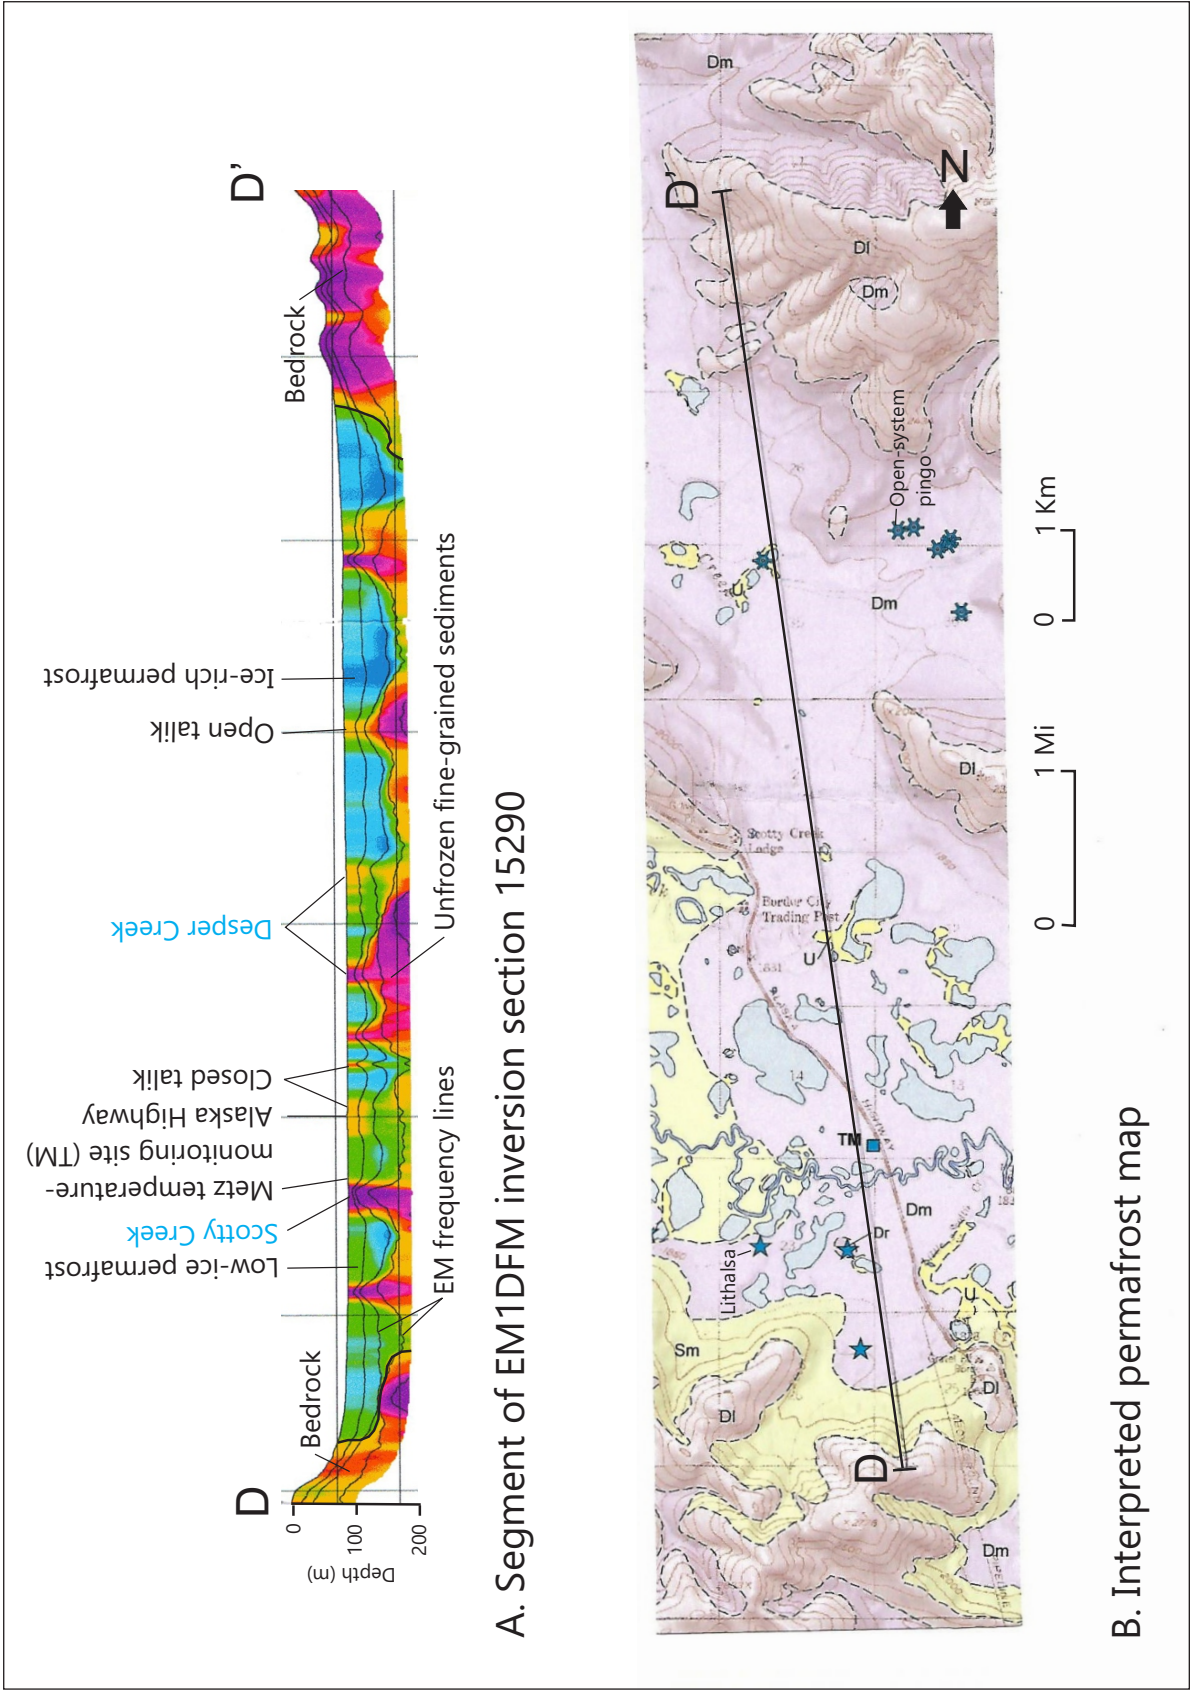 D
D’
Bedrock
Low-ice permafrost
Scotty Creek
Metz temperature-
monitoring site (TM)
Alaska Highway
Closed talik
Desper Creek
Open talik
Ice-rich permafrost
Bedrock
0
100
200
Depth (m)
EM frequency lines
Unfrozen fine-grained sediments
A. Segment of EM1DFM inversion section 15290
D
D’
N
Dm
Dl
Dm
Open-system
pingo
Dm
U
Dl
Scotty Creek
Lodge
Border City
Trading Post
U
14
TM
HIGHWAY
Dm
Dr
Lithalsa
U
Sm
Dl
Dl
Dm
0
1 Mi
0
1 Km
B. Interpreted permafrost map